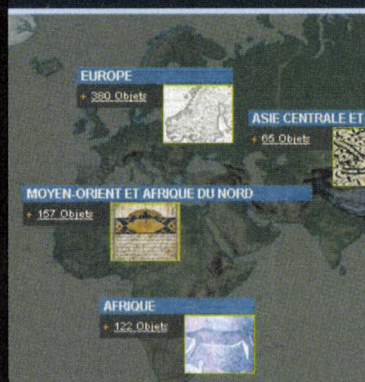 EUROPE
+ 380 Objets
ASIE CENTRALE ET
+ 65 Objets
MOYEN-ORIENT ET AFRIQUE DU NORD
+ 157 Objets
AFRIQUE
+ 122 Objets